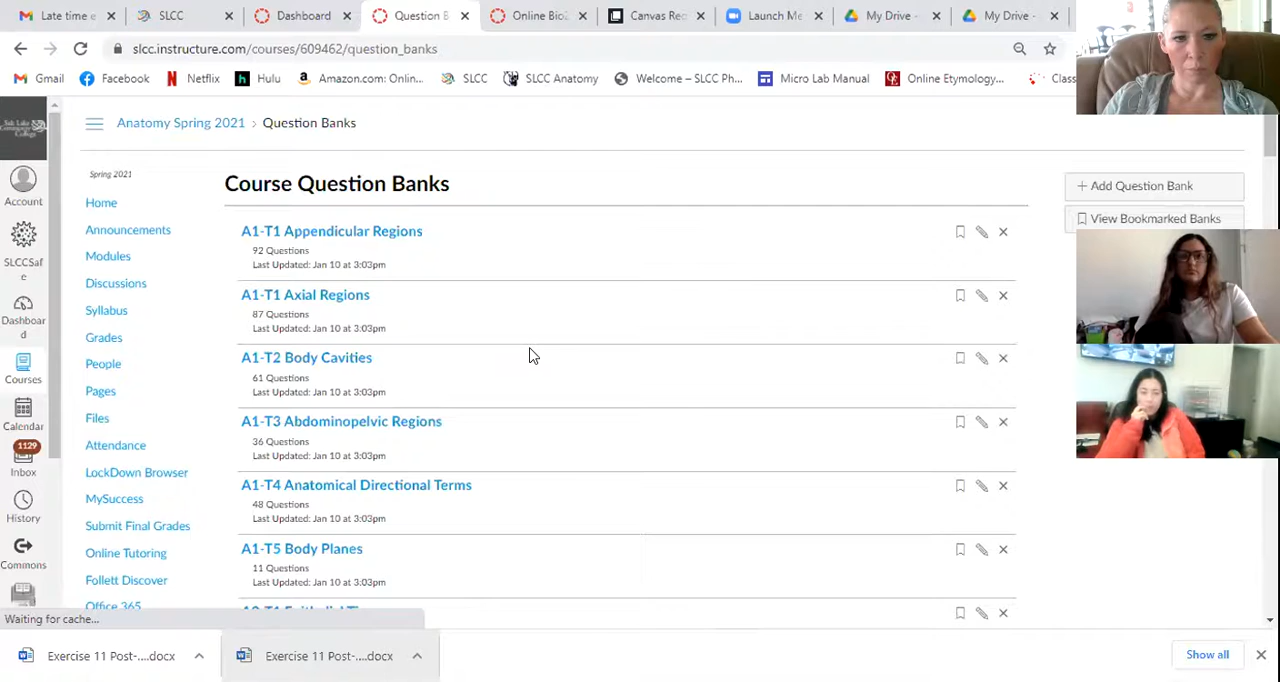 Late time e
SLCC
Dashboard
Question B
Online Bio2
Canvas Rec
Launch Me
My Drive -
My Drive -
slcc.instructure.com/courses/609462/question_banks
Gmail
Facebook
Netflix
Hulu
Amazon.com: Onlin...
SLCC
SLCC Anatomy
Welcome – SLCC Ph...
Micro Lab Manual
Online Etymology...
Class
Salt Lake
Community
College
Account
SLCCSaf
e
Dashboar
d
Courses
Calendar
1129
Inbox
History
Commons
Anatomy Spring 2021 › Question Banks
Spring 2021
Home
Announcements
Modules
Discussions
Syllabus
Grades
People
Pages
Files
Attendance
LockDown Browser
MySuccess
Submit Final Grades
Online Tutoring
Follett Discover
Office 365
Course Question Banks
A1-T1 Appendicular Regions
92 Questions
Last Updated: Jan 10 at 3:03pm
A1-T1 Axial Regions
87 Questions
Last Updated: Jan 10 at 3:03pm
A1-T2 Body Cavities
61 Questions
Last Updated: Jan 10 at 3:03pm
A1-T3 Abdominopelvic Regions
36 Questions
Last Updated: Jan 10 at 3:03pm
A1-T4 Anatomical Directional Terms
48 Questions
Last Updated: Jan 10 at 3:03pm
A1-T5 Body Planes
11 Questions
Last Updated: Jan 10 at 3:03pm
+ Add Question Bank
View Bookmarked Banks
Waiting for cache...
Exercise 11 Post-....docx
Exercise 11 Post-....docx
Show all